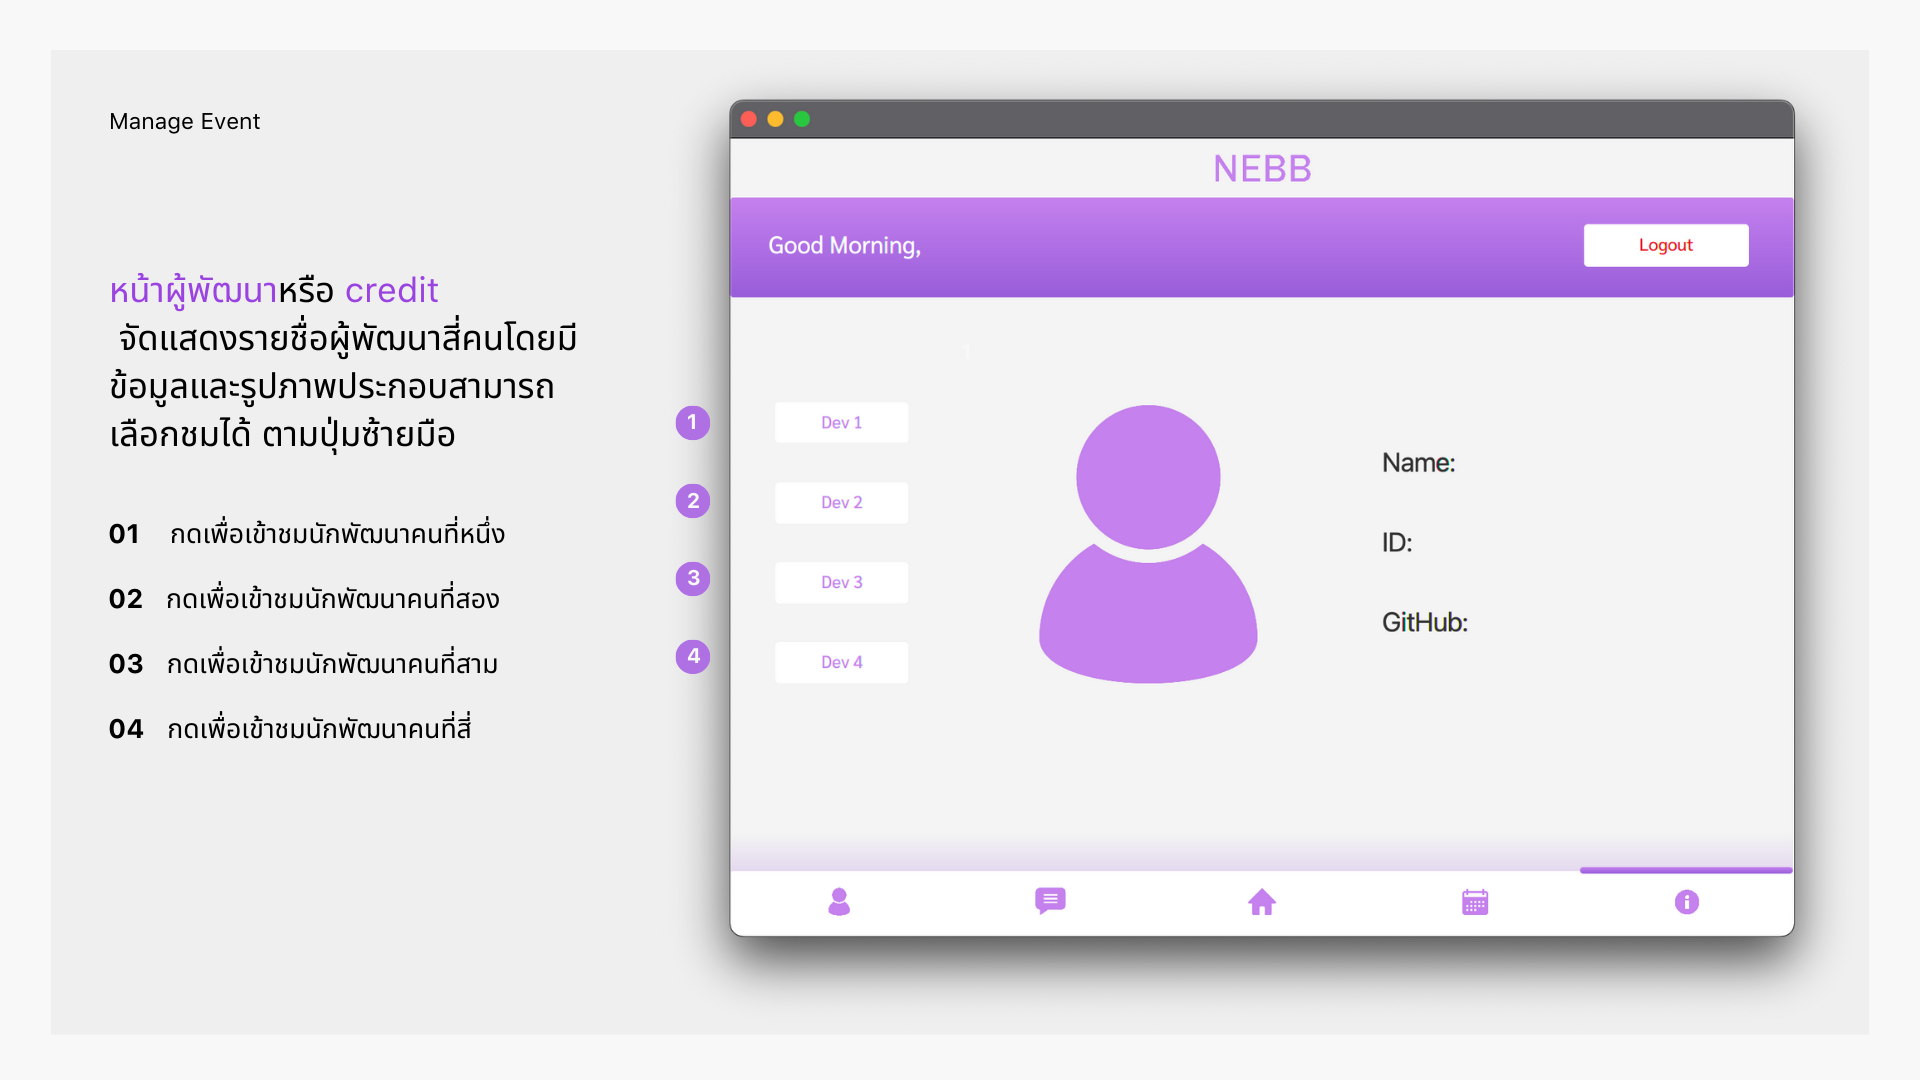 Manage Event
หน้าผู้พัฒนาหรือ credit
จัดแสดงรายชื่อผู้พัฒนาสี่คนโดยมี
ข้อมูลและรูปภาพประกอบสามารถ
เลือกชมได้ ตามปุ่มซ้ายมือ
01 กดเพื่อเข้าชมนักพัฒนาคนที่หนึ่ง
02 กดเพื่อเข้าชมนักพัฒนาคนที่สอง
03 กดเพื่อเข้าชมนักพัฒนาคนที่สาม
04 กดเพื่อเข้าชมนักพัฒนาคนที่สี่
1
2
3
4
NEBB
Good Morning,
Logout
1
Dev 1
Dev 2
Dev 3
Dev 4
Name:
ID:
GitHub: